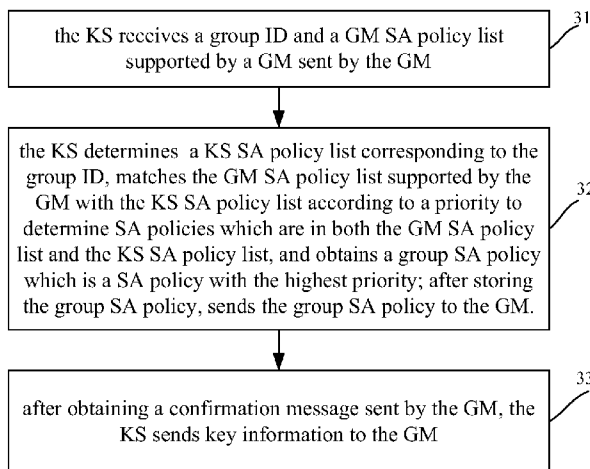 31
the KS receives a group ID and a GM SA policy list
supported by a GM sent by the GM
32
the KS determines a KS SA policy list corresponding to the
group ID, matches the GM SA policy list supported by the
GM with the KS SA policy list according to a priority to
determine SA policies which are in both the GM SA policy
list and the KS SA policy list, and obtains a group SA policy
which is a SA policy with the highest priority; after storing
the group SA policy, sends the group SA policy to the GM.
33
after obtaining a confirmation message sent by the GM, the
KS sends key information to the GM